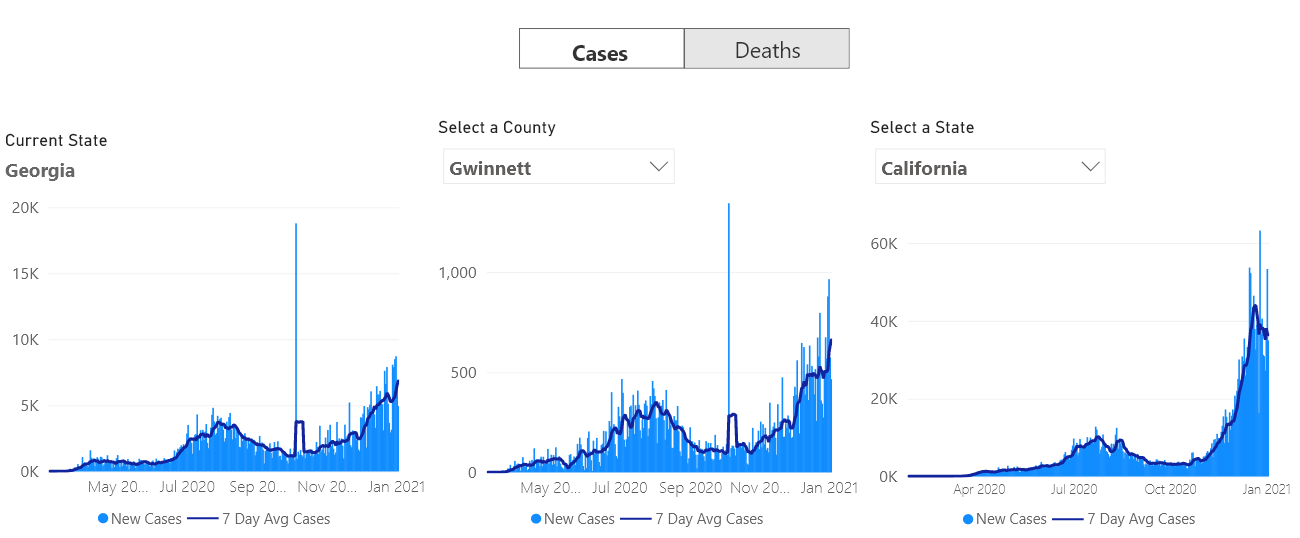 Cases Deaths
Current State
Georgia
Select a County
Gwinnett
Select a State
California
20K
15K
10K
5K
0K
May 20... Jul 2020 Sep 20... Nov 20... Jan 2021
New Cases 7 Day Avg Cases
1,000
500
0
May 20... Jul 2020 Sep 2020 Nov 20... Jan 2021
New Cases 7 Day Avg Cases
60K
40K
20K
0K
Apr 2020 Jul 2020 Oct 2020 Jan 2021
New Cases 7 Day Avg Cases